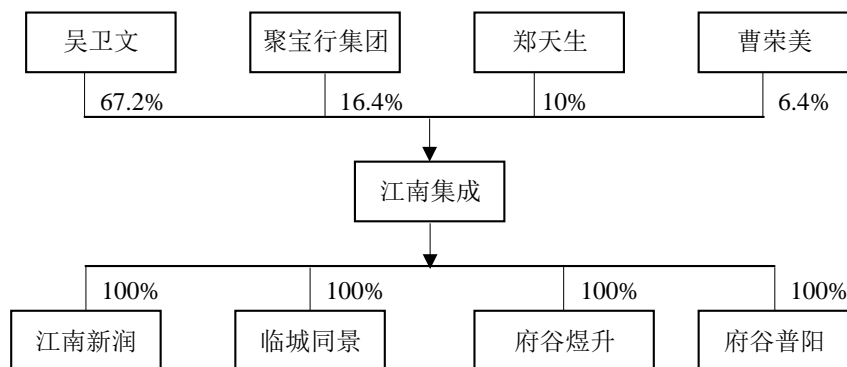 吴卫文 聚宝行集团 郑天生 曹荣美
67.2% 16.4% 10% 6.4%
江南集成
100% 100% 100% 100%
江南新润 临城同景 府谷煜升 府谷普阳